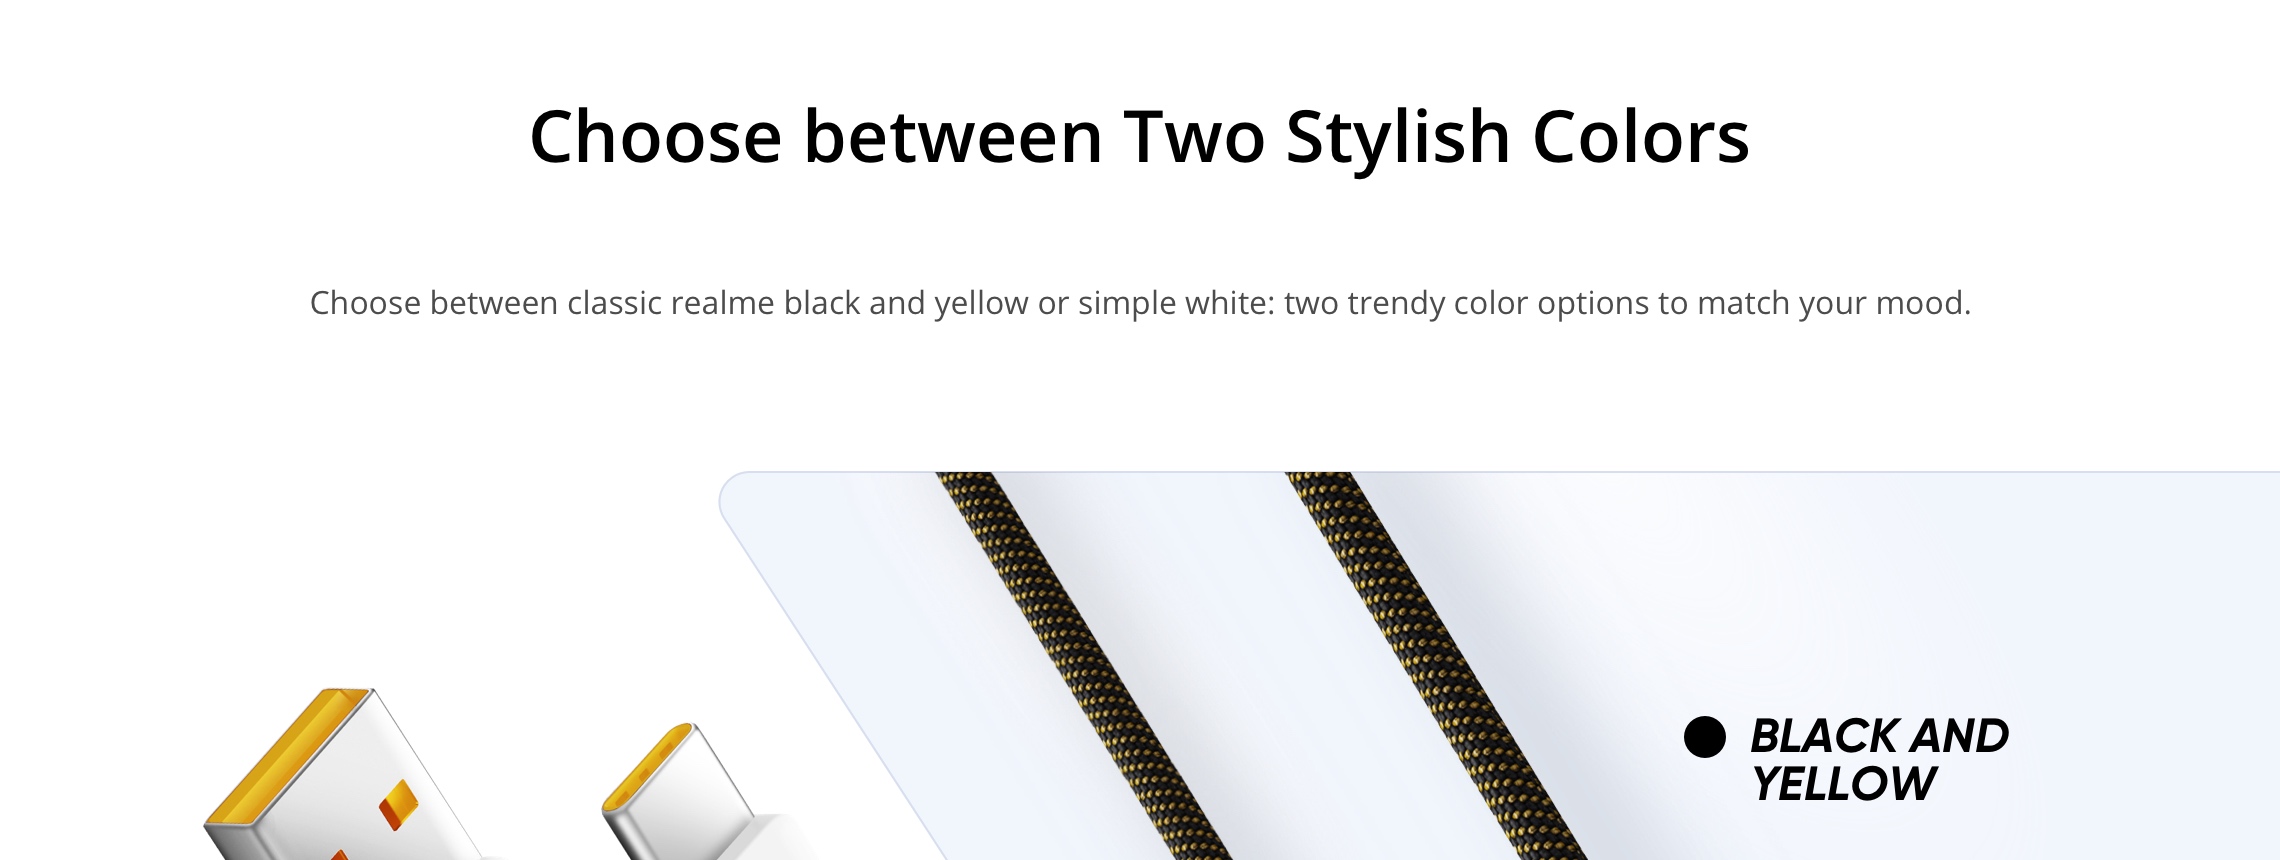 Choose between Two Stylish Colors
Choose between classic realme black and yellow or simple white: two trendy color options to match your mood.
BLACK AND
YELLOW